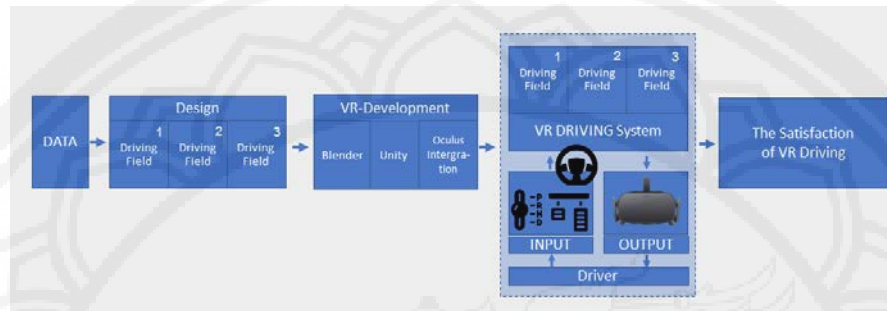 DATA
Design
1
Driving
Field
2
Driving
Field
3
Driving
Field
VR-Development
Blender
Unity
Oculus
Intergra-
tion
1
Driving
Field
2
Driving
Field
3
Driving
Field
VR DRIVING System
INPUT
OUTPUT
Driver
The Satisfaction
of VR Driving